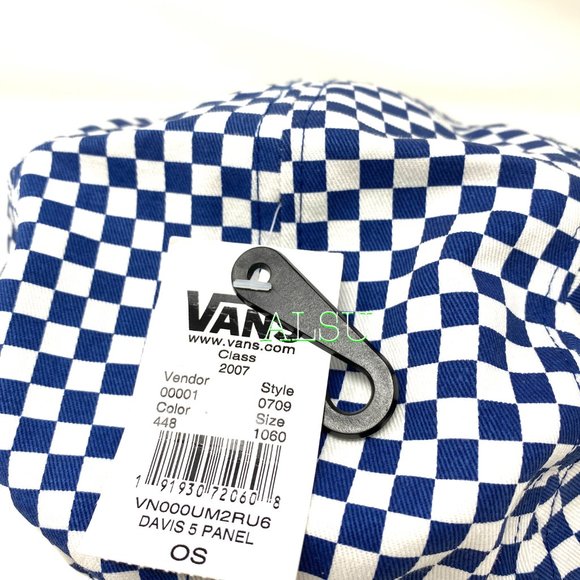 VANS
ALSU
www.vans.com
Class
2007
Vendor Style
00001 0709
Color Size
448 1060
1 91930 72060 8
VN000UM2RU6
DAVIS 5 PANEL
OS